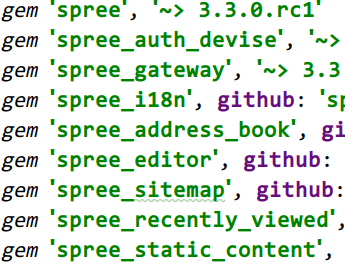 gem 'spree', '~> 3.3.0.rc1'
gem 'spree_auth_devise', '~>
gem 'spree_gateway', '~> 3.3
gem 'spree_i18n', github: 'sp
gem 'spree_address_book', gi
gem 'spree_editor', github:
gem 'spree_sitemap', github:
gem 'spree_recently_viewed',
gem 'spree_static_content',